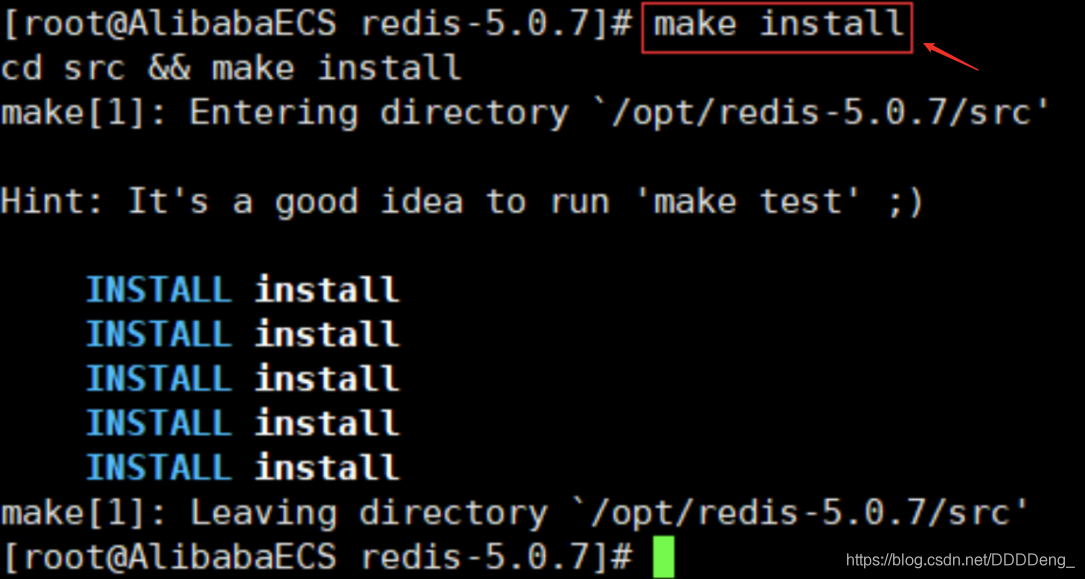 [root@AlibabaECS redis-5.0.7]# make install
cd src && make install
make[1]: Entering directory `/opt/redis-5.0.7/src'
Hint: It's a good idea to run 'make test' ;)
INSTALL install
INSTALL install
INSTALL install
INSTALL install
INSTALL install
make[1]: Leaving directory `/opt/redis-5.0.7/src'
[root@AlibabaECS redis-5.0.7]#
https://blog.csdn.net/DDDDeng_